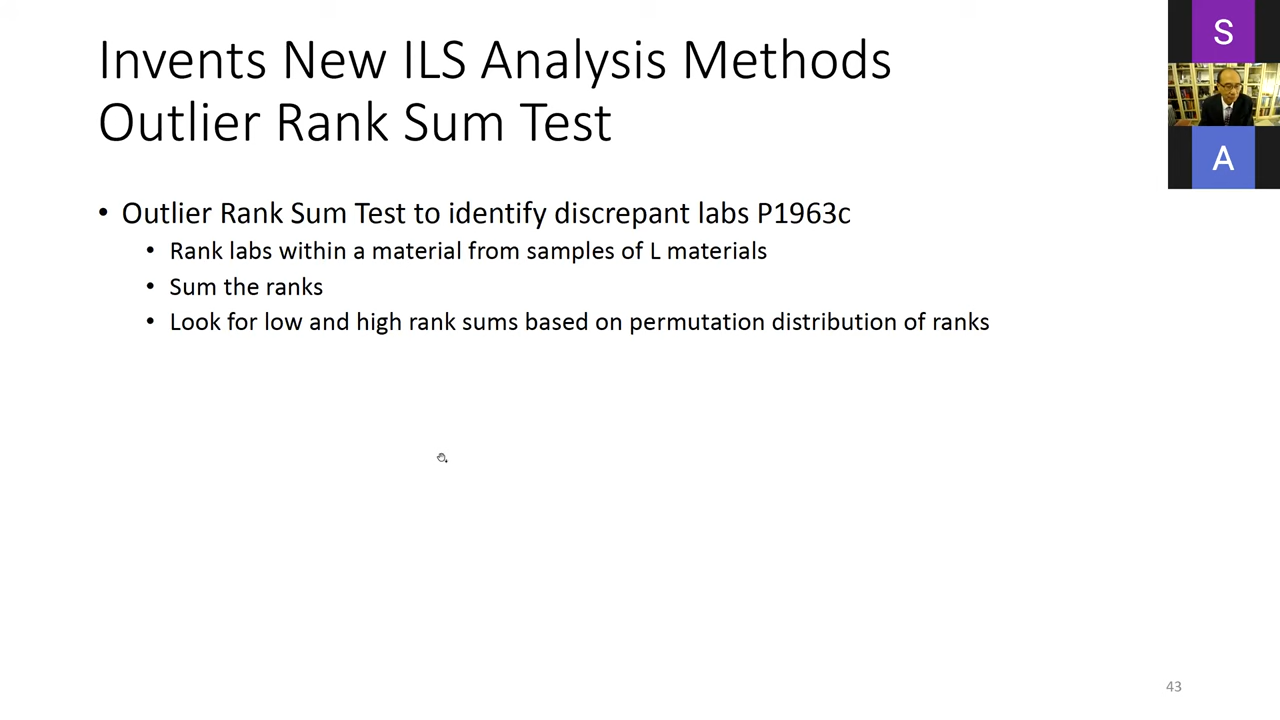 Invents New ILS Analysis Methods
Outlier Rank Sum Test
• Outlier Rank Sum Test to identify discrepant labs P1963c
• Rank labs within a material from samples of L materials
• Sum the ranks
• Look for low and high rank sums based on permutation distribution of ranks
S
A
43